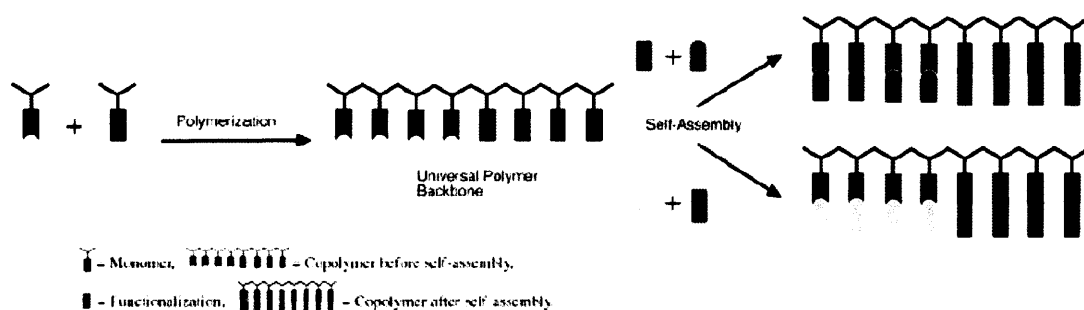 Polymerization
Universal Polymer
Backbone
Self-Assembly
= Monomer, = Copolymer before self-assembly,
= Functionalization, = Copolymer after self-assembly